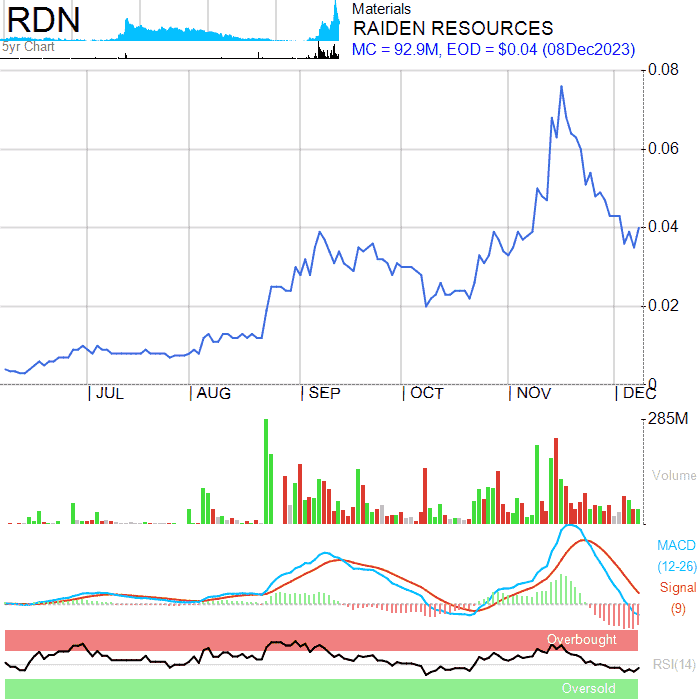 RDN
5yr Chart
Materials
RAIDEN RESOURCES
MC = 92.9M, EOD = $0.04 (08Dec2023)
0.08
0.06
0.04
0.02
0
JUL AUG SEP OCT NOV DEC
285M
Volume
MACD
(12-26)
Signal
(9)
Overbought
RSI(14)
Oversold